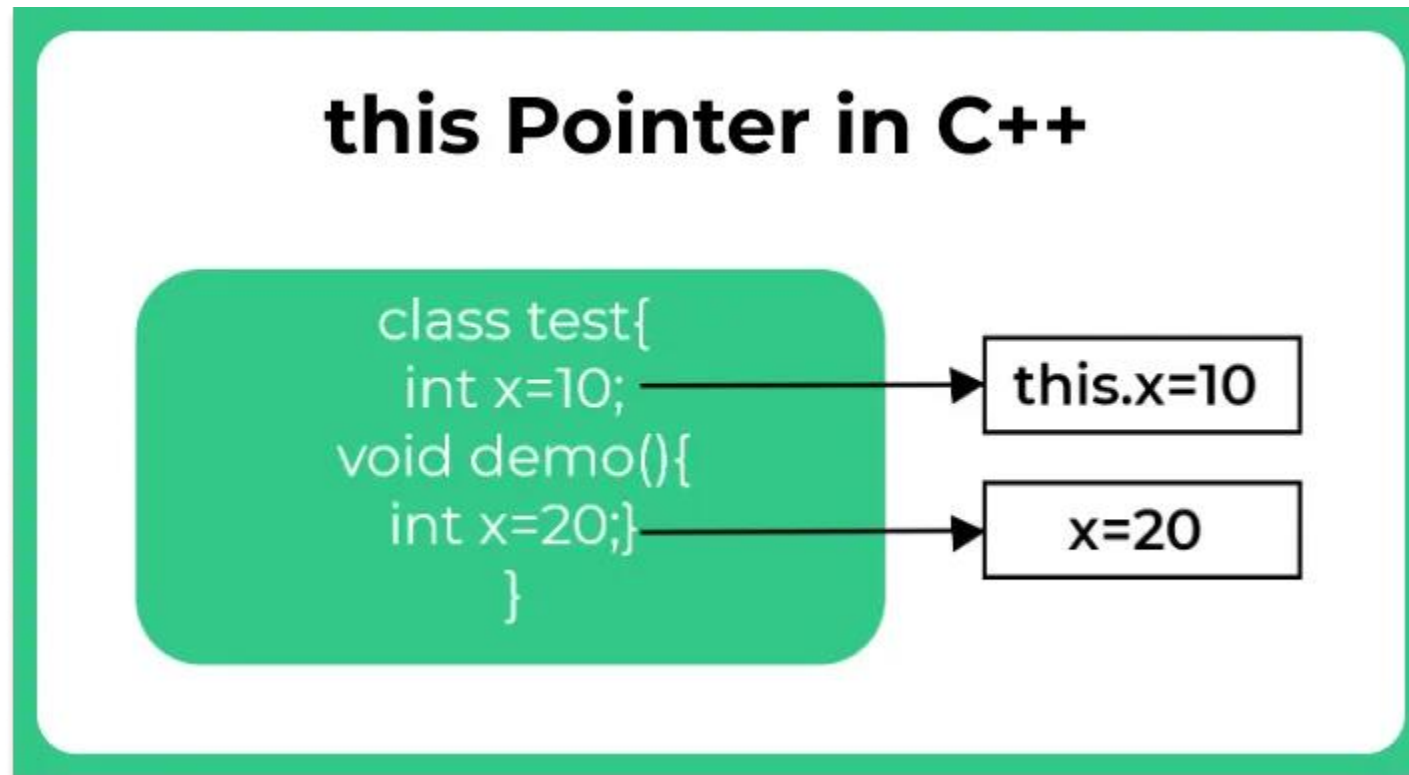 this Pointer in C++
class test{
int x=10;
this.x=10
void demo(){
int x=20;}
x=20
}